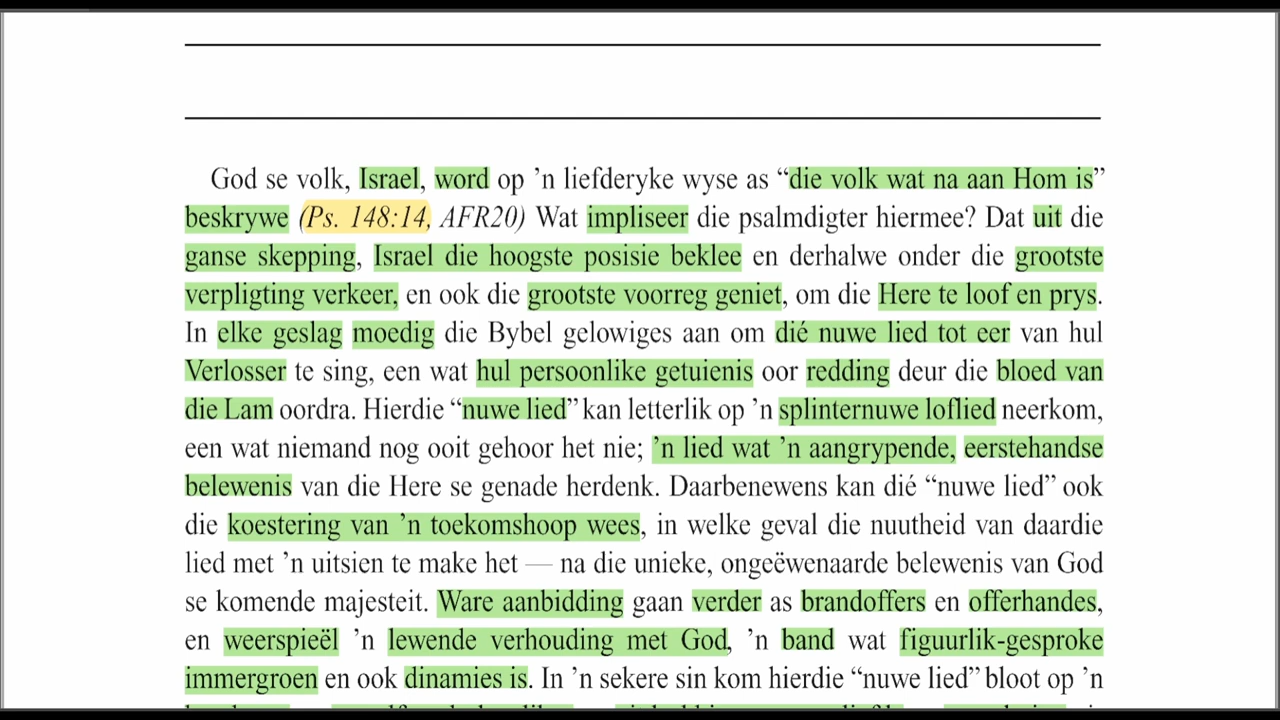 God se volk, Israel, word op ’n liefderyke wyse as “die volk wat na aan Hom is”
beskrywe (Ps. 148:14, AFR20) Wat impliseer die psalmdigter hiermee? Dat uit die
ganse skepping, Israel die hoogste posisie beklee en derhalwe onder die grootste
verpligting verkeer, en ook die grootste voorreg geniet, om die Here te loof en prys.
In elke geslag moedig die Bybel gelowiges aan om dié nuwe lied tot eer van hul
Verlosser te sing, een wat hul persoonlike getuienis oor redding deur die bloed van
die Lam oordra. Hierdie “nuwe lied” kan letterlik op ’n splinternuwe loflied neerkom,
een wat niemand nog ooit gehoor het nie; ’n lied wat ’n aangrypende, eerstehandse
belewenis van die Here se genade herdenk. Daarbenewens kan dié “nuwe lied” ook
die koestering van ’n toekomshoop wees, in welke geval die nuutheid van daardie
lied met ’n uitsien te make het — na die unieke, ongeëwenaarde belewenis van God
se komende majesteit. Ware aanbidding gaan verder as brandoffers en offerhandes,
en weerspieël ’n lewende verhouding met God, ’n band wat figuurlik-gesproke
immergroen en ook dinamies is. In ’n sekere sin kom hierdie “nuwe lied” bloot op ’n